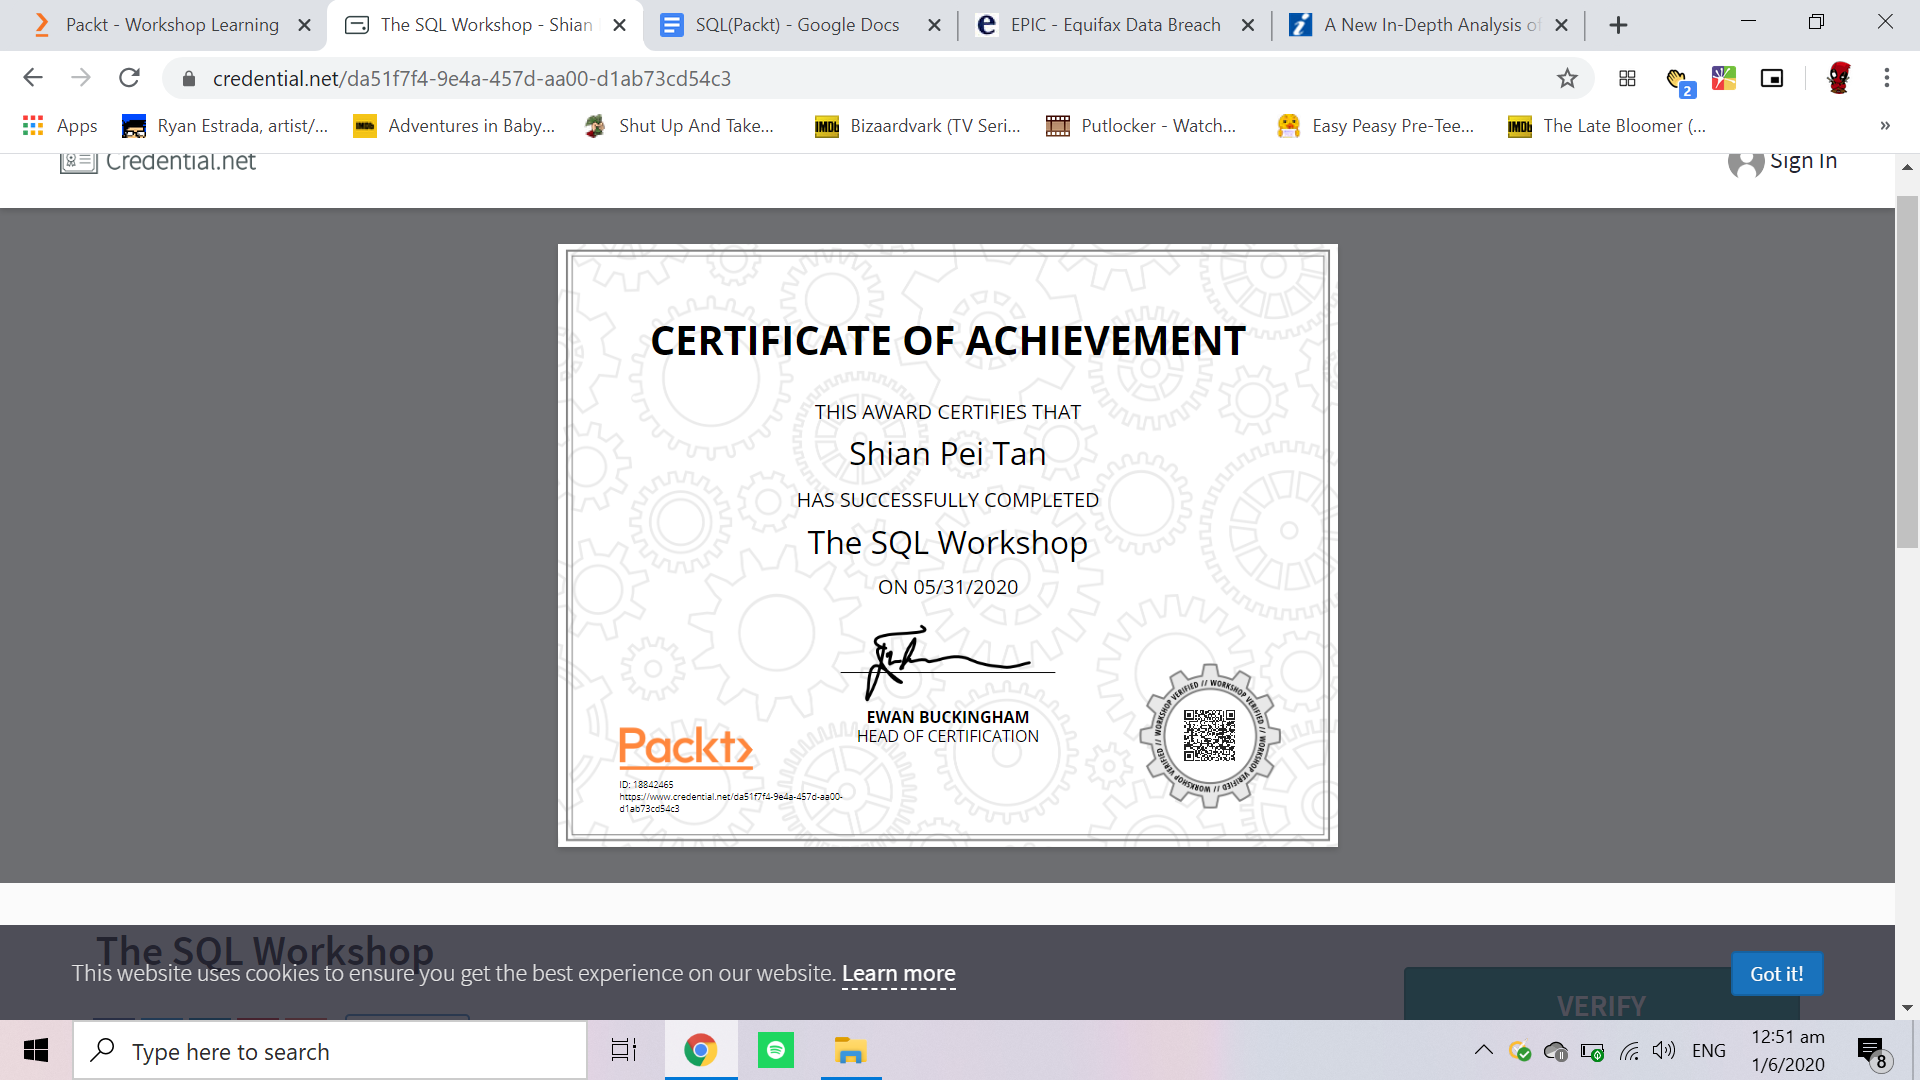 Packt - Workshop Learning
The SQL Workshop - Shian
SQL(Packt) - Google Docs
EPIC - Equifax Data Breach
A New In-Depth Analysis of
credential.net/da51f7f4-9e4a-457d-aa00-d1ab73cd54c3
2
Apps
Ryan Estrada, artist/...
IMDb
Adventures in Baby...
Shut Up And Take...
IMDb
Bizaardvark (TV Seri...
Putlocker - Watch...
Easy Peasy Pre-Tee...
IMDb
The Late Bloomer (...
»
Credential.net
Sign In
CERTIFICATE OF ACHIEVEMENT
THIS AWARD CERTIFIES THAT
Shian Pei Tan
HAS SUCCESSFULLY COMPLETED
The SQL Workshop
ON 05/31/2020
EWAN BUCKINGHAM
HEAD OF CERTIFICATION
Packt>
ID: 18842465
https://www.credential.net/da51f7f4-9e4a-457d-aa00-
d1ab73cd54c3
WORKSHOP VERIFIED // WORKSHOP VERIFIED // WORKSHOP VERIFIED // WORKSHOP VERIFIED //
The SQL Workshop
This website uses cookies to ensure you get the best experience on our website. Learn more
Got it!
VERIFY
Type here to search
ENG
12:51 am
1/6/2020
8